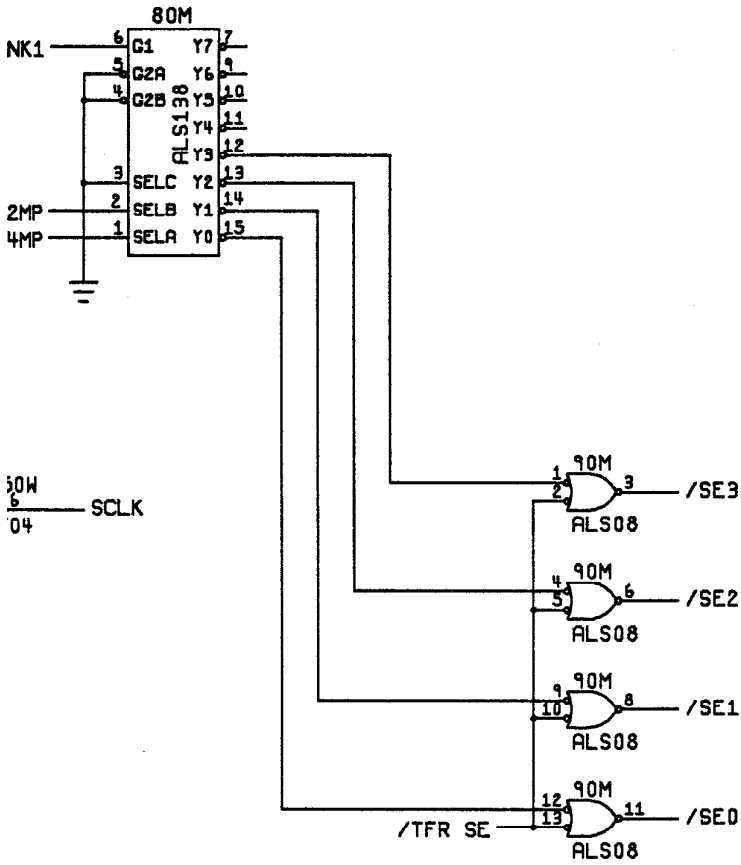 80M
6 G1 Y7 7
NK1
5 G2A Y6 9
4 G2B Y5 10
ALS138
Y4 11
Y3 12
3 SELC Y2 13
2MP 2 SELB Y1 14
4MP 1 SELA Y0 15
SCLK
04
90M
1
2
3 /SE3
ALS08
90M
4
5
6 /SE2
ALS08
90M
9
10
8 /SE1
ALS08
90M
12
13
11 /SE0
/TFR SE
ALS08